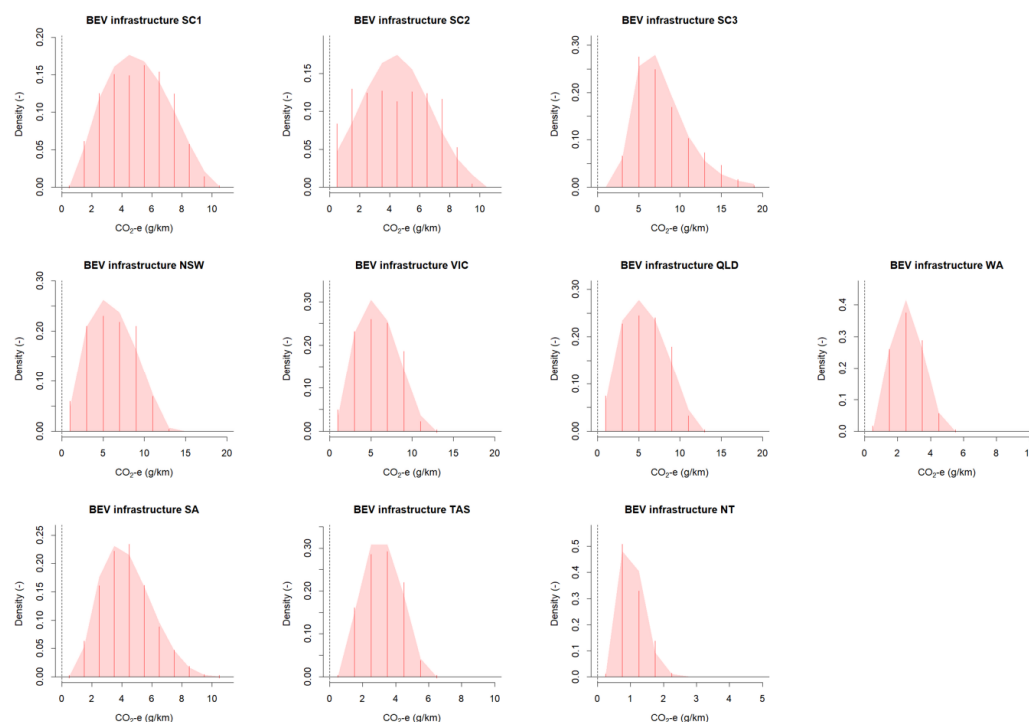 BEV infrastructure SC1
Density (-)
0.00 0.05 0.10 0.15 0.20
0 2 4 6 8 10
CO2-e (g/km)
BEV infrastructure SC2
Density (-)
0.00 0.05 0.10 0.15
0 2 4 6 8 10
CO2-e (g/km)
BEV infrastructure SC3
Density (-)
0.00 0.10 0.20 0.30
0 5 10 15 20
CO2-e (g/km)
BEV infrastructure NSW
Density (-)
0.00 0.10 0.20 0.30
0 5 10 15 20
CO2-e (g/km)
BEV infrastructure VIC
Density (-)
0.00 0.10 0.20 0.30
0 5 10 15 20
CO2-e (g/km)
BEV infrastructure QLD
Density (-)
0.00 0.10 0.20 0.30
0 5 10 15 20
CO2-e (g/km)
BEV infrastructure WA
Density (-)
0.0 0.1 0.2 0.3 0.4
0 2 4 6 8
CO2-e (g/km)
BEV infrastructure SA
Density (-)
0.00 0.05 0.10 0.15 0.20 0.25
0 2 4 6 8 10
CO2-e (g/km)
BEV infrastructure TAS
Density (-)
0.00 0.10 0.20 0.30
0 2 4 6 8 10
CO2-e (g/km)
BEV infrastructure NT
Density (-)
0.0 0.1 0.2 0.3 0.4 0.5
0 1 2 3 4 5
CO2-e (g/km)